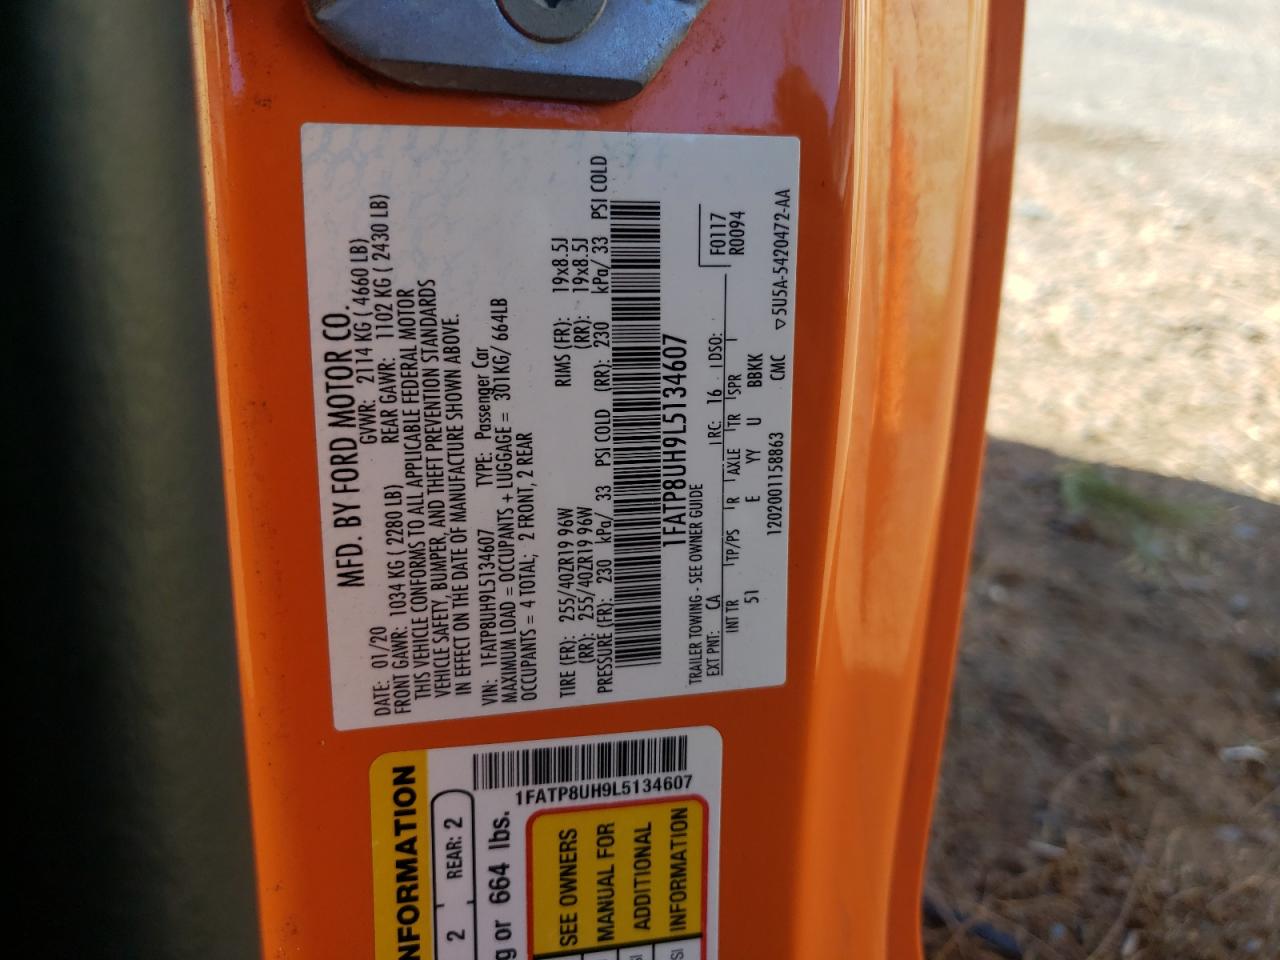 MFD. BY FORD MOTOR CO.
DATE: 01/20 GVWR: 2114 KG ( 4660 LB)
FRONT GAWR: 1034 KG ( 2280 LB) REAR GAWR: 1102 KG ( 2430 LB)
THIS VEHICLE CONFORMS TO ALL APPLICABLE FEDERAL MOTOR
VEHICLE SAFETY, BUMPER, AND THEFT PREVENTION STANDARDS
IN EFFECT ON THE DATE OF MANUFACTURE SHOWN ABOVE.
VIN: 1FATP8UH9L5134607 TYPE: Passenger Car
MAXIMUM LOAD = OCCUPANTS + LUGGAGE = 301KG/ 664LB
OCCUPANTS = 4 TOTAL; 2 FRONT, 2 REAR
TIRE (FR): 255/40ZR19 96W RIMS (FR): 19x8.5J
(RR): 255/40ZR19 96W (RR): 19x8.5J
PRESSURE (FR): 230 kPa/ 33 PSI COLD (RR): 230 kPa/ 33 PSI COLD
1FATP8UH9L5134607
TRAILER TOWING - SEE OWNER GUIDE
EXT PNT: CA RC: 16 DSO: F0117
R0094
INT TR TP/PS R AXLE TR SPR
51 E YY U BBKK
1202001158863 CMC ▽5U5A-5420472-AA
NFORMATION
2 REAR: 2
g or 664 lbs.
1FATP8UH9L5134607
SEE OWNERS
MANUAL FOR
ADDITIONAL
INFORMATION